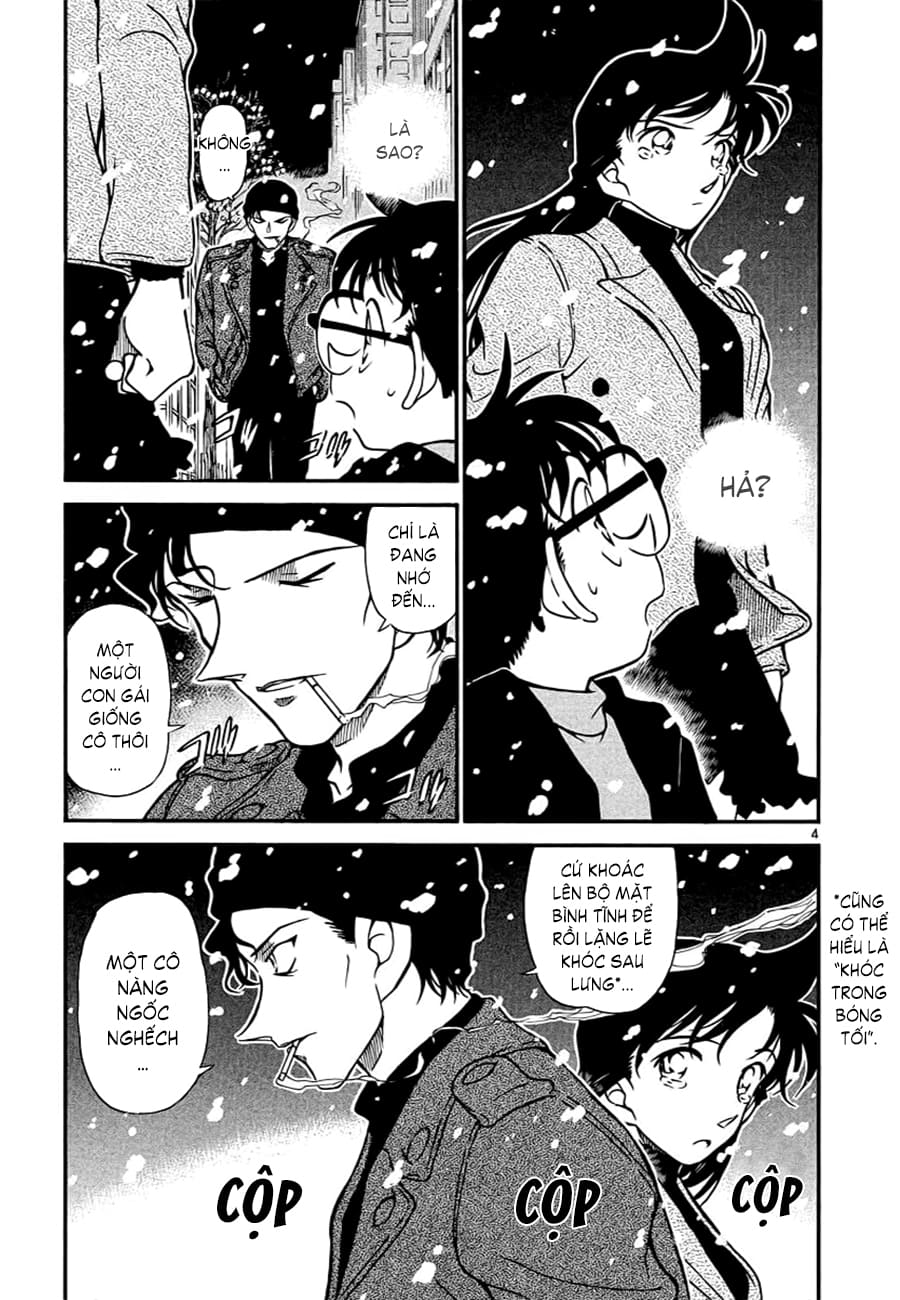 HẢ?
LÀ
SAO?
KHÔNG
...
CHỈ LÀ
ĐANG
NHỚ
ĐẾN...
MỘT
NGƯỜI
CON GÁI
GIỐNG
CÔ THÔI
...
4
CỨ KHOÁC
LÊN BỘ MẶT
BÌNH TĨNH ĐỂ
RỒI LẶNG LẼ
KHÓC SAU
LƯNG*...
*CŨNG
CÓ THỂ
HIỂU LÀ
"KHÓC
TRONG
BÓNG
TỐI".
MỘT CÔ
NÀNG
NGỐC
NGHẾCH
...
CỘP
CỘP
CỘP